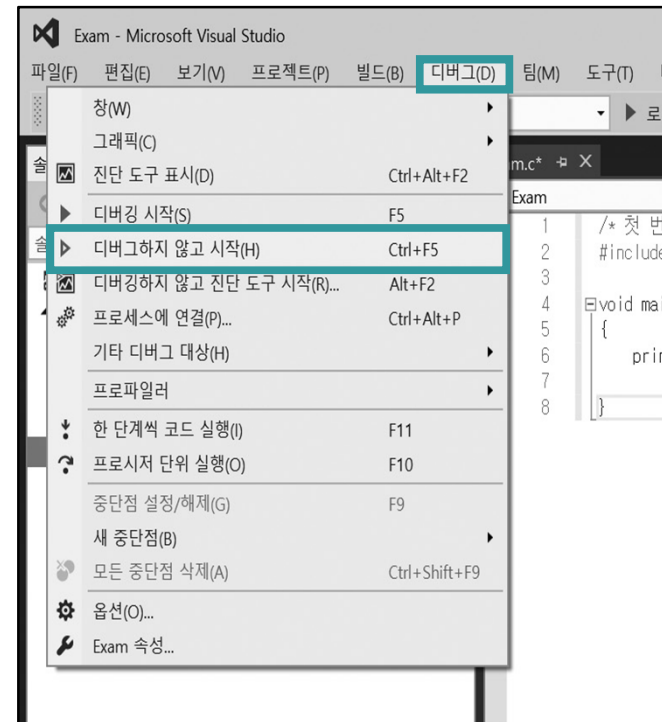 Exam - Microsoft Visual Studio
파일(F) 편집(E) 보기(V) 프로젝트(P) 빌드(B) 디버그(D) 팀(M) 도구(T)
창(W)
그래픽(C)
진단 도구 표시(D) Ctrl+Alt+F2
디버깅 시작(S) F5
디버그하지 않고 시작(H) Ctrl+F5
디버깅하지 않고 진단 도구 시작(R)... Alt+F2
프로세스에 연결(P)... Ctrl+Alt+P
기타 디버그 대상(H)
프로파일러
한 단계씩 코드 실행(I) F11
프로시저 단위 실행(O) F10
중단점 설정/해제(G) F9
새 중단점(B)
모든 중단점 삭제(A) Ctrl+Shift+F9
옵션(O)...
Exam 속성...
로
솔
m.c*
Exam
솔
1 /* 첫 번
2 #include
3
4 void mai
5 {
6 prin
7
8 }